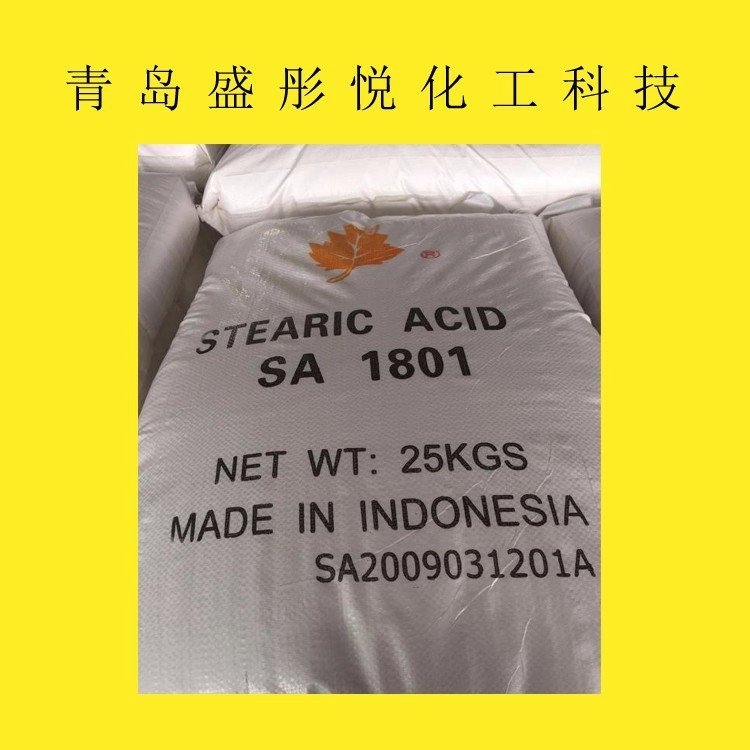 青岛盛彤悦化工科技
®
STEARIC ACID
SA 1801
NET WT: 25KGS
MADE IN INDONESIA
SA2009031201A